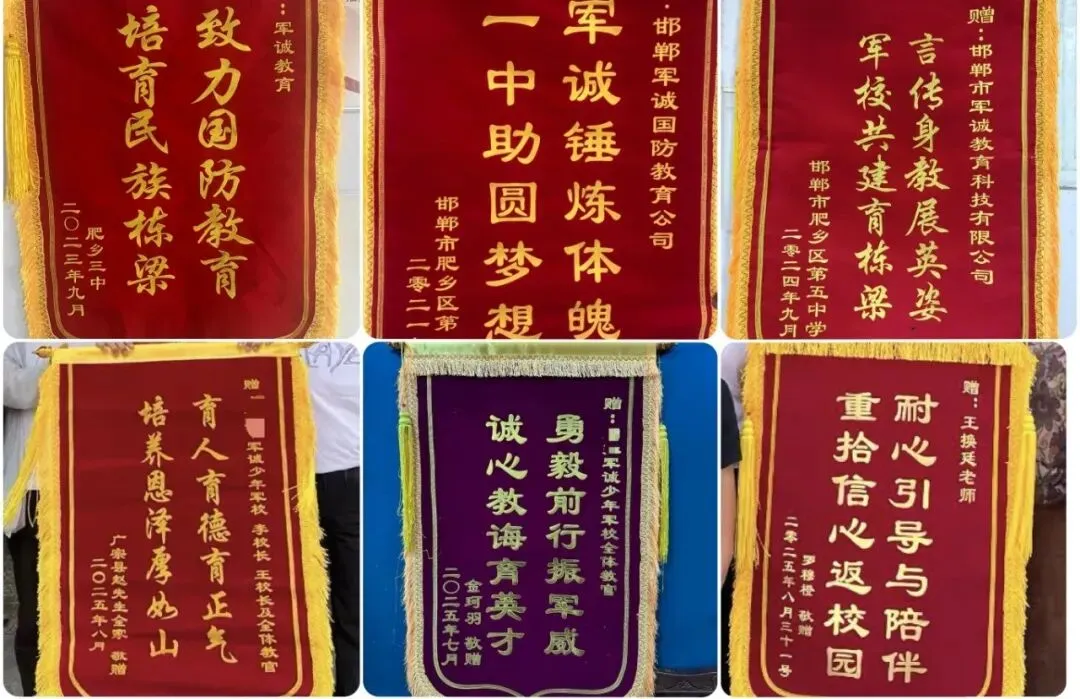 ：军诚教育
致力国防教育
培育民族栋梁
肥乡三中
二〇二三年九月
：邯郸军诚国防教育公司
军诚锤炼体魄
一中助圆梦想
邯郸市肥乡区第
二零二一
赠：邯郸市军诚教育科技有限公司
言传身教展英姿
军校共建育栋梁
邯郸市肥乡区第五中学
二零二四年九月
赠： 军诚少年军校 李校长 王校长及全体教官
育人育德育正气
培养恩泽厚如山
广宗县赵先生全家 敬赠
二〇二五年八月
赠： 军诚少年军校全体教官
勇毅前行振军威
诚心教诲育英才
金珂羽 敬赠
二〇二五年七月
赠：王换廷老师
耐心引导与陪伴
重拾信心返校园
敬赠
二零二五年八月三十一号